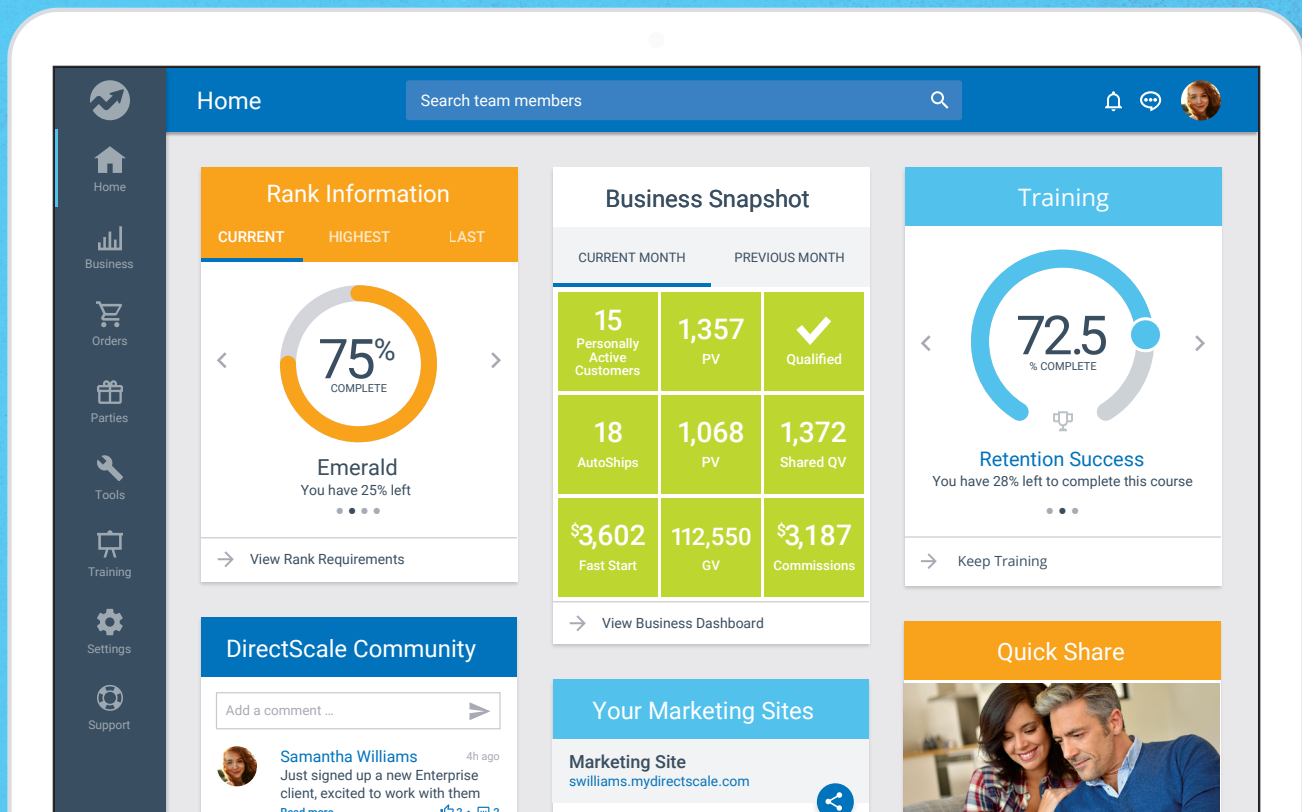 Home
Search team members
Home
Business
Orders
Parties
Tools
Training
Settings
Support
Rank Information
CURRENT HIGHEST LAST
75%
COMPLETE
Emerald
You have 25% left
View Rank Requirements
Business Snapshot
CURRENT MONTH PREVIOUS MONTH
15
Personally
Active
Customers
1,357
PV
Qualified
18
AutoShips
1,068
PV
1,372
Shared QV
$3,602
Fast Start
112,550
GV
$3,187
Commissions
View Business Dashboard
Training
72.5
% COMPLETE
Retention Success
You have 28% left to complete this course
Keep Training
DirectScale Community
Add a comment ...
Samantha Williams 4h ago
Just signed up a new Enterprise
client, excited to work with them
Read more
Your Marketing Sites
Marketing Site
swilliams.mydirectscale.com
Quick Share